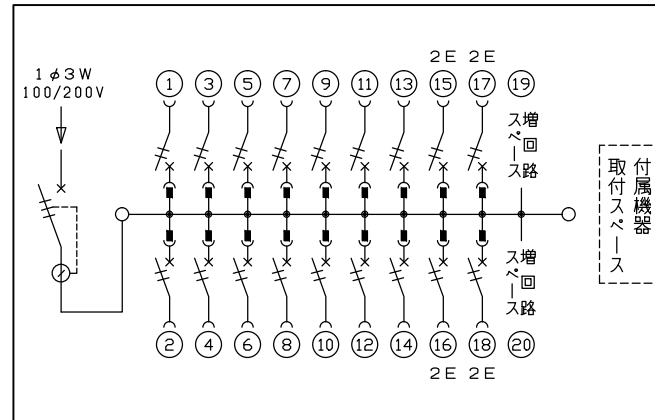 1φ3W
100/200V
2E 2E
① ③ ⑤ ⑦ ⑨ ⑪ ⑬ ⑮ ⑰ ⑲
増回路
スペース
付属機器
取付スペース
増回路
スペース
② ④ ⑥ ⑧ ⑩ ⑫ ⑭ ⑯ ⑱ ⑳
2E 2E